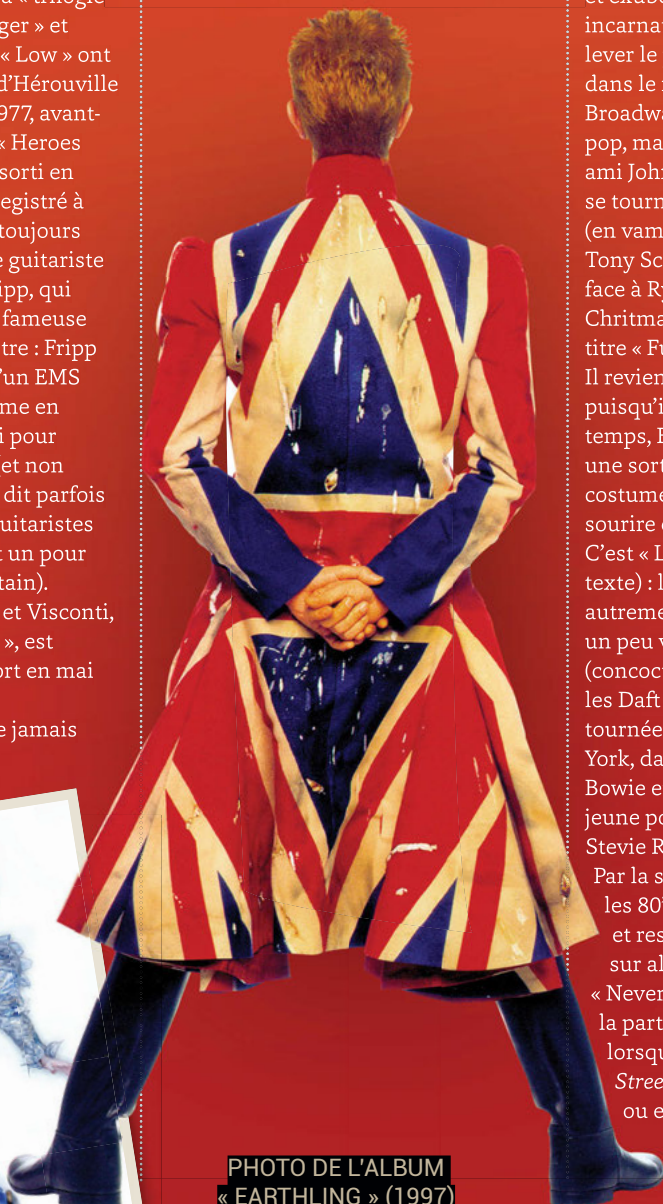 a « trilogie
ger » et
« Low » ont
d’Hérouville
977, avant-
« Heroes
sorti en
egistré à
toujours
e guitariste
ipp, qui
fameuse
tre : Fripp
’un EMS
me en
i pour
et non
dit parfois
uitaristes
t un pour
tain).
et Visconti,
», est
ort en mai
e jamais
PHOTO DE L'ALBUM
« EARTHLING » (1997)
incarna
lever le
dans le
Broadwa
pop, ma
ami Joh
se tourn
(en vam
Tony Sc
face à R
Chritma
titre « Fu
Il revien
puisqu’i
temps, B
une sort
costume
sourire
C’est « L
texte) : l
autreme
un peu v
(concoc
les Daft
tournée
York, da
Bowie e
jeune po
Stevie R
Par la s
les 80
et res
sur al
« Never
la part
lorsqu
Stree
ou e